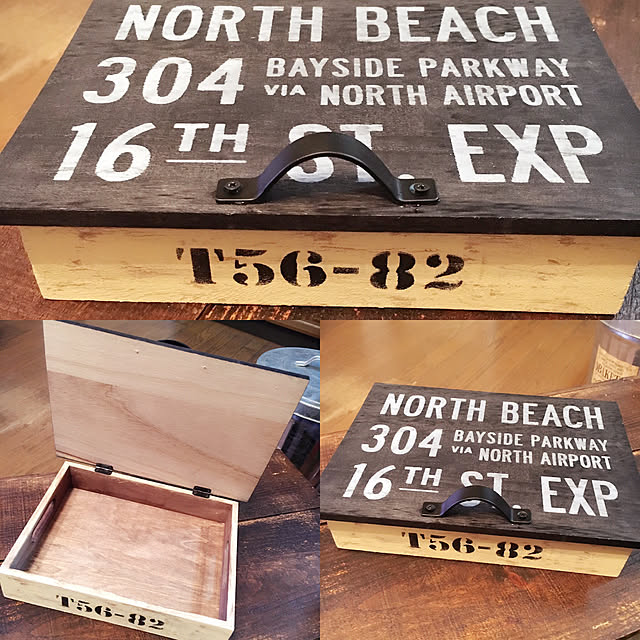 NORTH BEACH
304 BAYSIDE PARKWAY
VIA NORTH AIRPORT
16TH ST. EXP
T56-82
T56-82
NORTH BEACH
304 BAYSIDE PARKWAY
VIA NORTH AIRPORT
16TH ST. EXP
T56-82